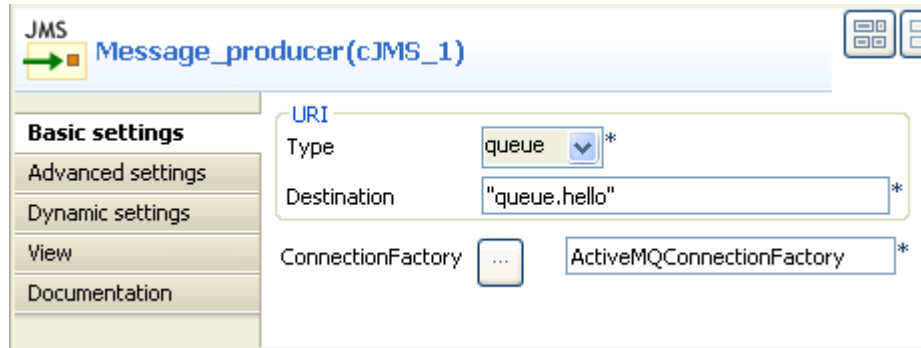 JMS
Message_producer(cJMS_1)
Basic settings
Advanced settings
Dynamic settings
View
Documentation
URI
Type queue *
Destination "queue.hello" *
ConnectionFactory ... ActiveMQConnectionFactory *